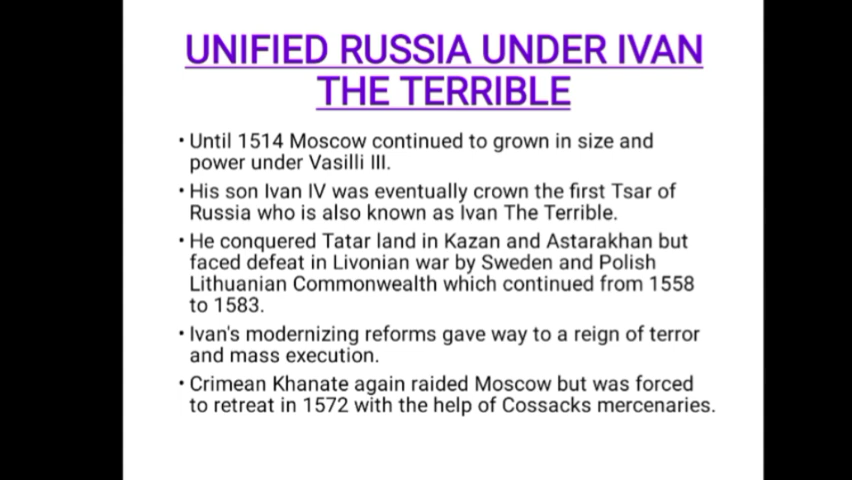 UNIFIED RUSSIA UNDER IVAN
THE TERRIBLE
• Until 1514 Moscow continued to grown in size and
power under Vasilli III.
• His son Ivan IV was eventually crown the first Tsar of
Russia who is also known as Ivan The Terrible.
• He conquered Tatar land in Kazan and Astarakhan but
faced defeat in Livonian war by Sweden and Polish
Lithuanian Commonwealth which continued from 1558
to 1583.
• Ivan's modernizing reforms gave way to a reign of terror
and mass execution.
• Crimean Khanate again raided Moscow but was forced
to retreat in 1572 with the help of Cossacks mercenaries.